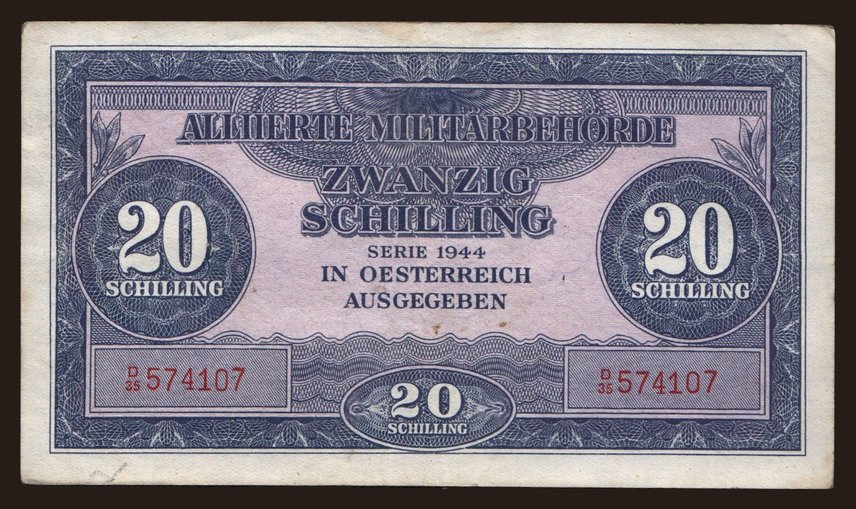 ALLIIERTE MILITÄRBEHÖRDE
ZWANZIG
SCHILLING
SERIE 1944
IN OESTERREICH
AUSGEGEBEN
20
SCHILLING
20
SCHILLING
D/35 574107
D/35 574107
20
SCHILLING